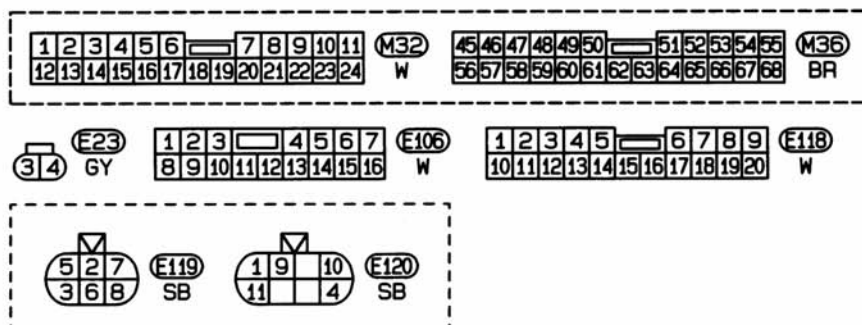 1 2 3 4 5 6 7 8 9 10 11 M32 45 46 47 48 49 50 51 52 53 54 55 M36
12 13 14 15 16 17 18 19 20 21 22 23 24 W 56 57 58 59 60 61 62 63 64 65 66 67 68 BR
E23 1 2 3 4 5 6 7 E106 1 2 3 4 5 6 7 8 9 E118
3 4 GY 8 9 10 11 12 13 14 15 16 W 10 11 12 13 14 15 16 17 18 19 20 W
5 2 7 E119 1 9 10 E120
3 6 8 SB 11 4 SB